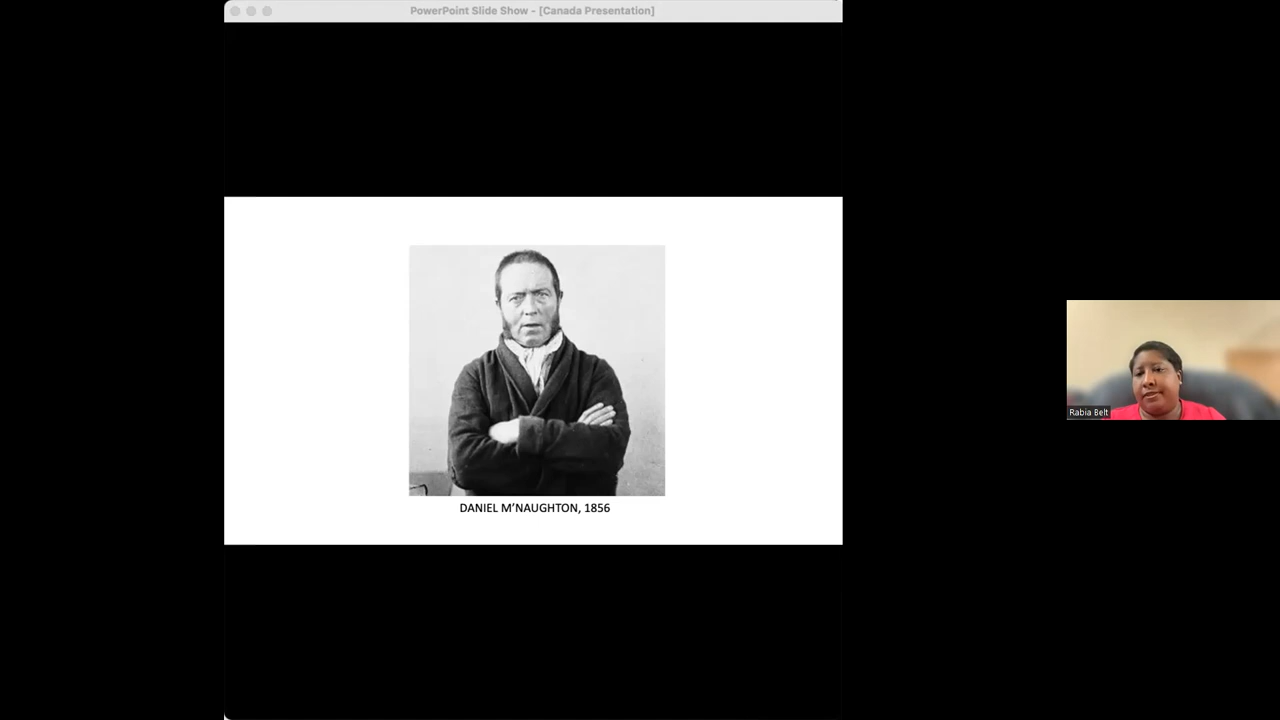 PowerPoint Slide Show - [Canada Presentation]
DANIEL M'NAUGHTON, 1856
Rabia Belt